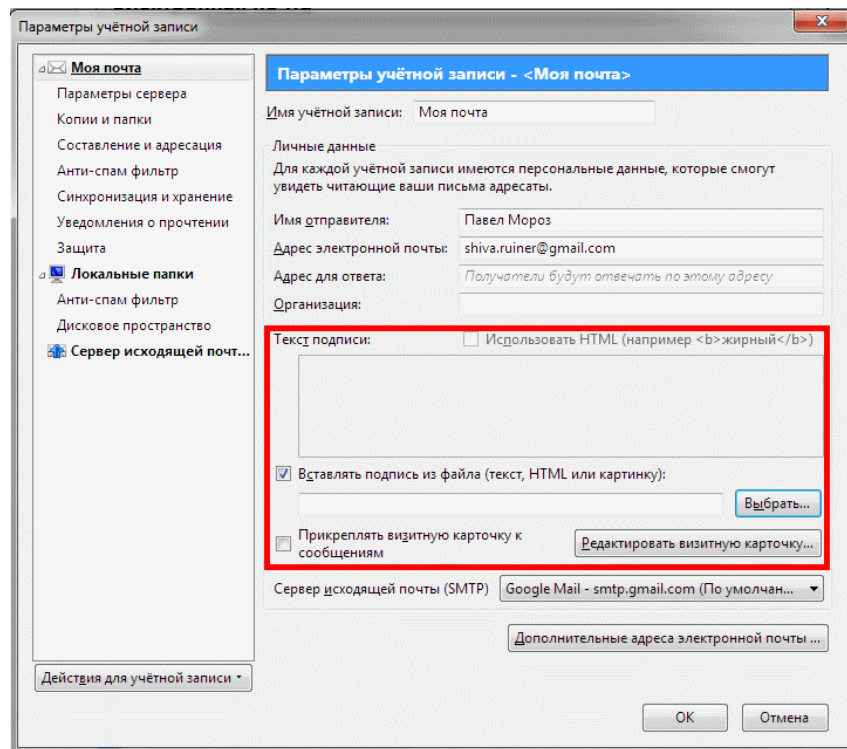 Параметры учётной записи
Моя почта
Параметры сервера
Копии и папки
Составление и адресация
Анти-спам фильтр
Синхронизация и хранение
Уведомления о прочтении
Защита
Локальные папки
Анти-спам фильтр
Дисковое пространство
Сервер исходящей почт...
Действия для учётной записи
Параметры учётной записи - <Моя почта>
Имя учётной записи: Моя почта
Личные данные
Для каждой учётной записи имеются персональные данные, которые смогут
увидеть читающие ваши письма адресаты.
Имя отправителя: Павел Мороз
Адрес электронной почты: shiva.ruiner@gmail.com
Адрес для ответа: Получатели будут отвечать по этому адресу
Организация:
Текст подписи: Использовать HTML (например <b>жирный</b>)
Вставлять подпись из файла (текст, HTML или картинку):
Выбрать...
Прикреплять визитную карточку к
сообщениям
Редактировать визитную карточку...
Сервер исходящей почты (SMTP) Google Mail - smtp.gmail.com (По умолчан...
Дополнительные адреса электронной почты ...
OK Отмена